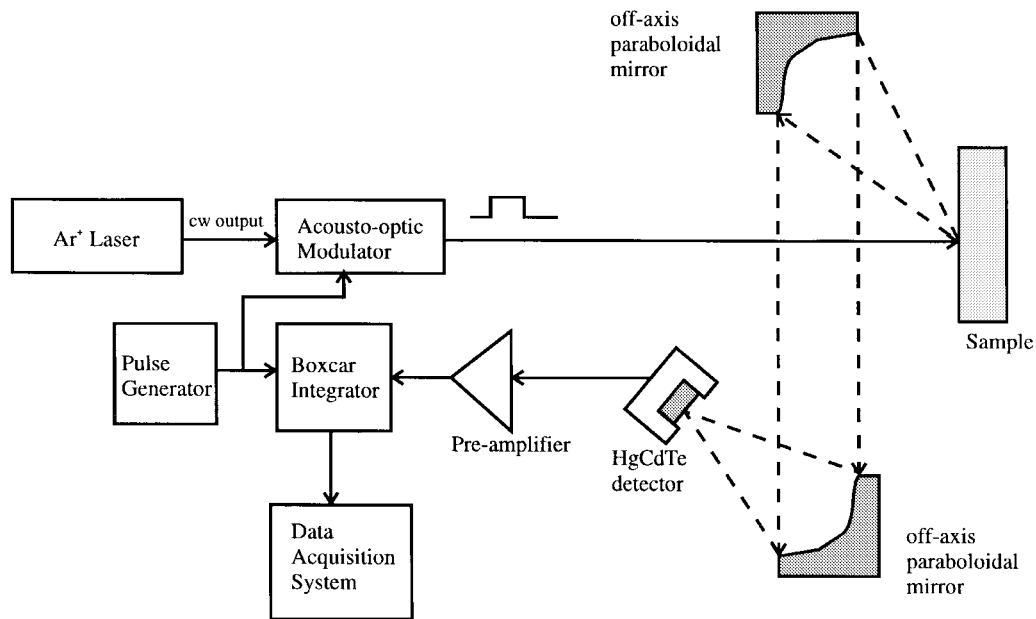 off-axis
paraboloidal
mirror
Ar⁺ Laser
cw output
Acousto-optic
Modulator
Sample
Pulse
Generator
Boxcar
Integrator
Pre-amplifier
HgCdTe
detector
Data
Acquisition
System
off-axis
paraboloidal
mirror